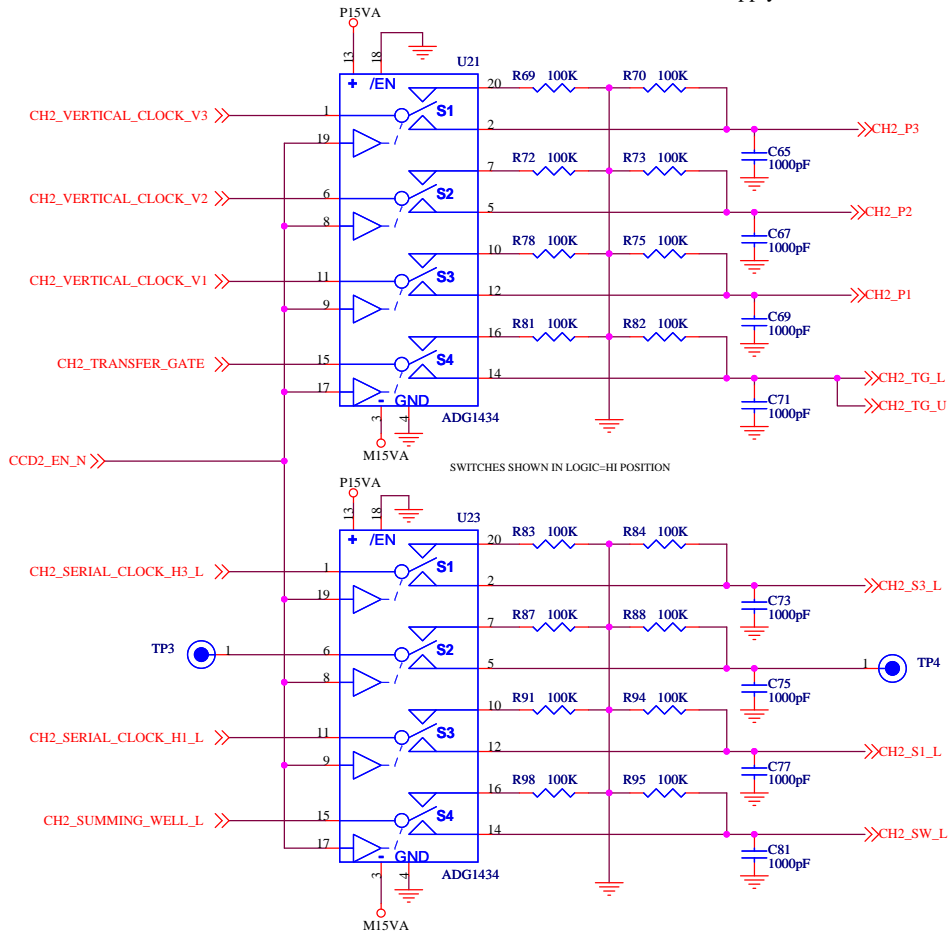 pply
P15VA
13
18
U21
+ /EN
CH2_VERTICAL_CLOCK_V3
1
19
S1
20
2
R69 100K
R70 100K
CH2_P3
C65
1000pF
CH2_VERTICAL_CLOCK_V2
6
8
S2
7
5
R72 100K
R73 100K
CH2_P2
C67
1000pF
CH2_VERTICAL_CLOCK_V1
11
9
S3
10
12
R78 100K
R75 100K
CH2_P1
C69
1000pF
CH2_TRANSFER_GATE
15
17
S4
16
14
R81 100K
R82 100K
CH2_TG_L
CH2_TG_U
C71
1000pF
- GND
3
4
ADG1434
M15VA
CCD2_EN_N
SWITCHES SHOWN IN LOGIC=HI POSITION
P15VA
13
18
U23
+ /EN
CH2_SERIAL_CLOCK_H3_L
1
19
S1
20
2
R83 100K
R84 100K
CH2_S3_L
C73
1000pF
TP3
1
6
8
S2
7
5
R87 100K
R88 100K
1
TP4
C75
1000pF
CH2_SERIAL_CLOCK_H1_L
11
9
S3
10
12
R91 100K
R94 100K
CH2_S1_L
C77
1000pF
CH2_SUMMING_WELL_L
15
17
S4
16
14
R98 100K
R95 100K
CH2_SW_L
C81
1000pF
- GND
3
4
ADG1434
M15VA